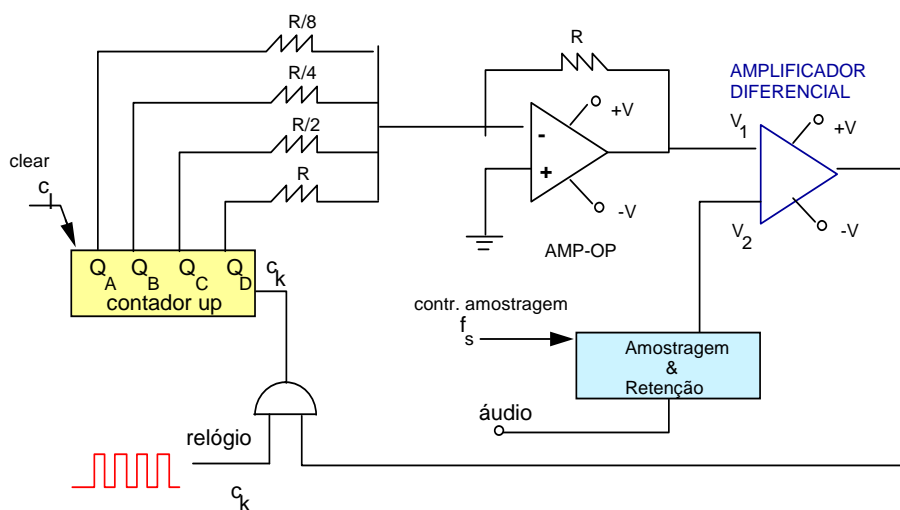 R/8
R
AMPLIFICADOR
DIFERENCIAL
R/4
+V
V1
+V
R/2
-
clear
cl
R
+
-V
V2
-V
AMP-OP
QA QB QC QD
ck
contador up
contr. amostragem
fs
Amostragem
&
Retenção
áudio
relógio
ck